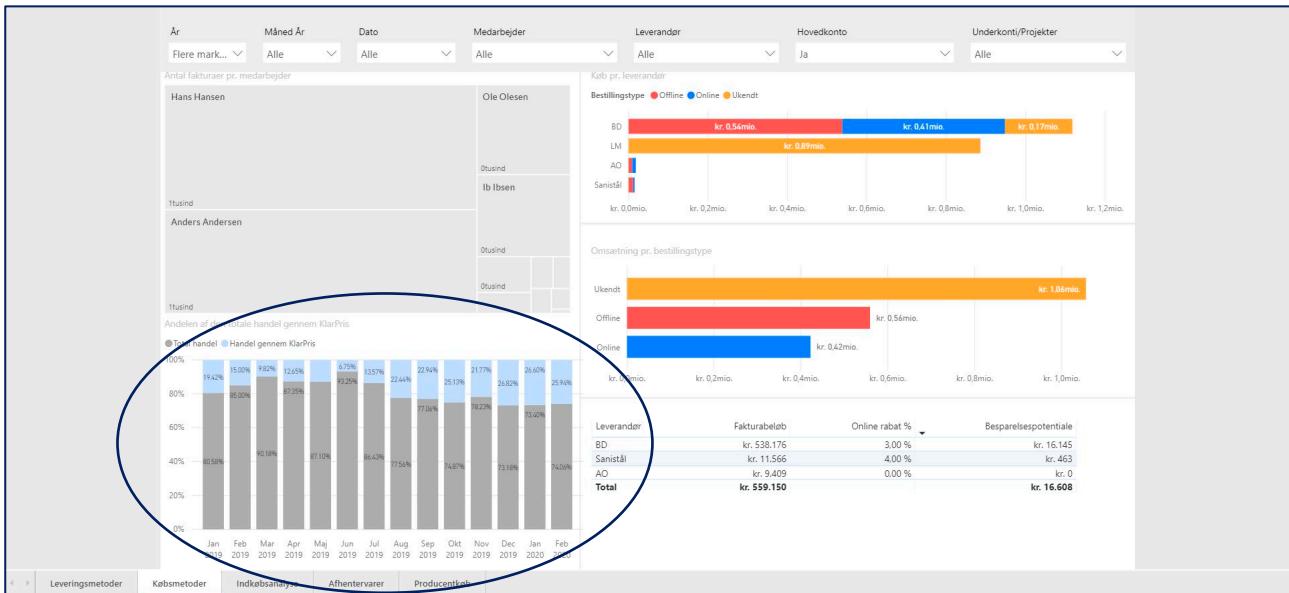 År Måned År Dato Medarbejder Leverandør Hovedkonto Underkonti/Projekter
Flere mark... Alle Alle Alle Alle Ja Alle
Antal fakturaer pr. medarbejder
Hans Hansen
1tusind
Anders Andersen
1tusind
Ole Olesen
0tusind
Ib Ibsen
0tusind
0tusind
Køb pr. leverandør
Bestillingstype Offline Online Ukendt
BD kr. 0,54mio. kr. 0,41mio. kr. 0,17mio.
LM kr. 0,89mio.
AO
Sanistål
kr. 0,0mio. kr. 0,2mio. kr. 0,4mio. kr. 0,6mio. kr. 0,8mio. kr. 1,0mio. kr. 1,2mio.
Omsætning pr. bestillingstype
Ukendt kr. 1,06mio.
Offline kr. 0,56mio.
Online kr. 0,42mio.
kr. 0,0mio. kr. 0,2mio. kr. 0,4mio. kr. 0,6mio. kr. 0,8mio. kr. 1,0mio.
Andelen af den totale handel gennem KlarPris
Total handel Handel gennem KlarPris
100%
80%
60%
40%
20%
0%
19.42% 15.00% 9.82% 12.65% 6.75% 13.57% 22.44% 22.94% 25.13% 21.77% 26.82% 26.60% 25.94%
80.58% 85.00% 90.18% 87.35% 87.10% 93.25% 86.43% 77.56% 77.06% 74.87% 78.23% 73.18% 73.40% 74.06%
Jan Feb Mar Apr Maj Jun Jul Aug Sep Okt Nov Dec Jan Feb
2019 2019 2019 2019 2019 2019 2019 2019 2019 2019 2019 2019 2020 2020
Leverandør Fakturabeløb Online rabat % Besparelsespotentiale
BD kr. 538.176 3,00 % kr. 16.145
Sanistål kr. 11.566 4,00 % kr. 463
AO kr. 9.409 0,00 % kr. 0
Total kr. 559.150 kr. 16.608
Leveringsmetoder Købsmetoder Indkøbsanalyse Afhentervarer Producentkøb